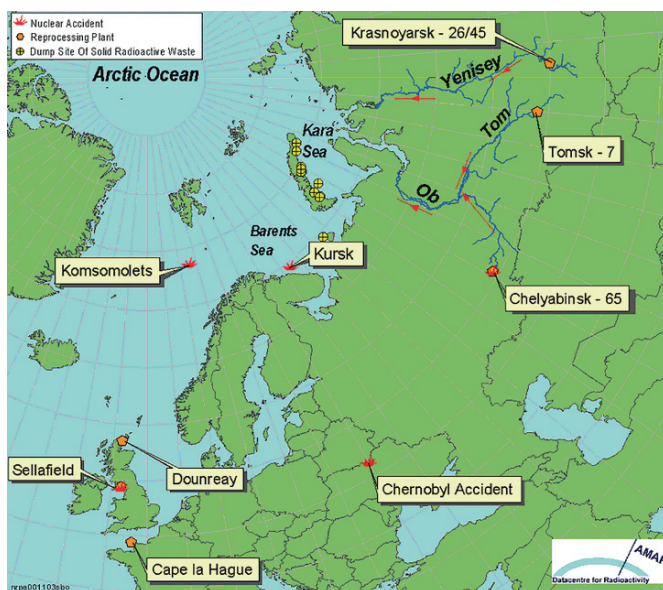 Nuclear Accident
Reprocessing Plant
Dump Site Of Solid Radioactive Waste
Arctic Ocean
Krasnoyarsk - 26/45
Yenisey
Kara
Sea
Tom
Tomsk - 7
Ob
Barents
Sea
Kursk
Komsomolets
Chelyabinsk - 65
Sellafield
Dounreay
Chernobyl Accident
Cape la Hague
AMAP
Datacentre for Radioactivity
nrpa001103sbo